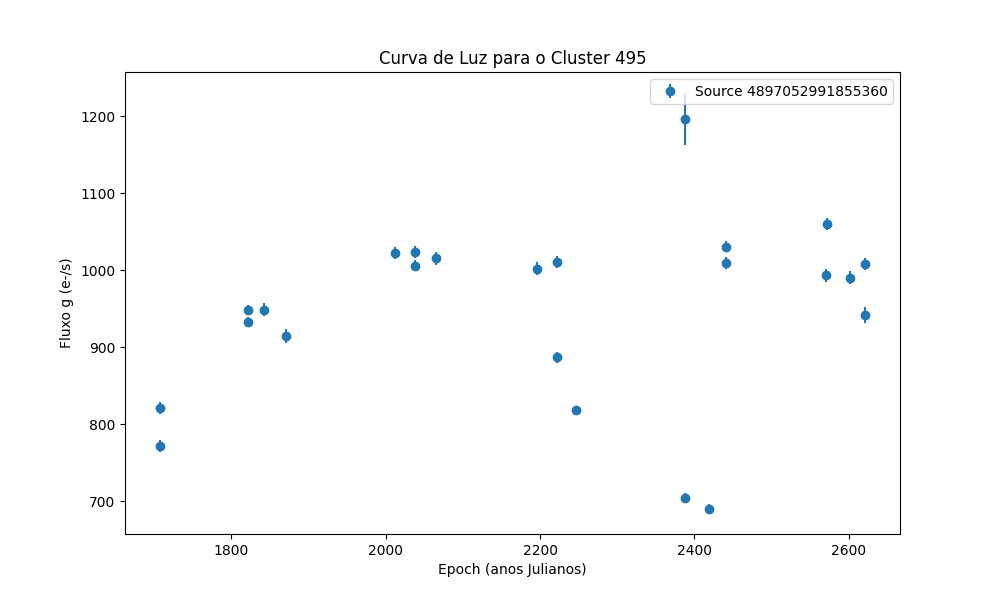 Curva de Luz para o Cluster 495
Source 4897052991855360
Fluxo g (e-/s)
1200
1100
1000
900
800
700
1800 2000 2200 2400 2600
Epoch (anos Julianos)